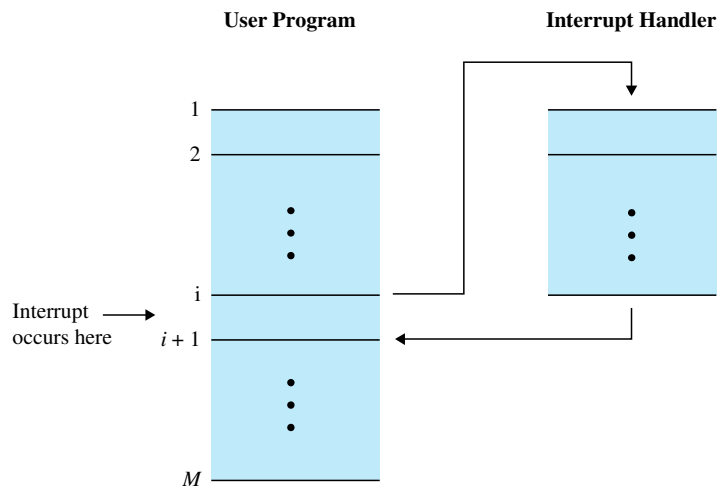 User Program
Interrupt Handler
1
2
i
Interrupt
occurs here
i + 1
M